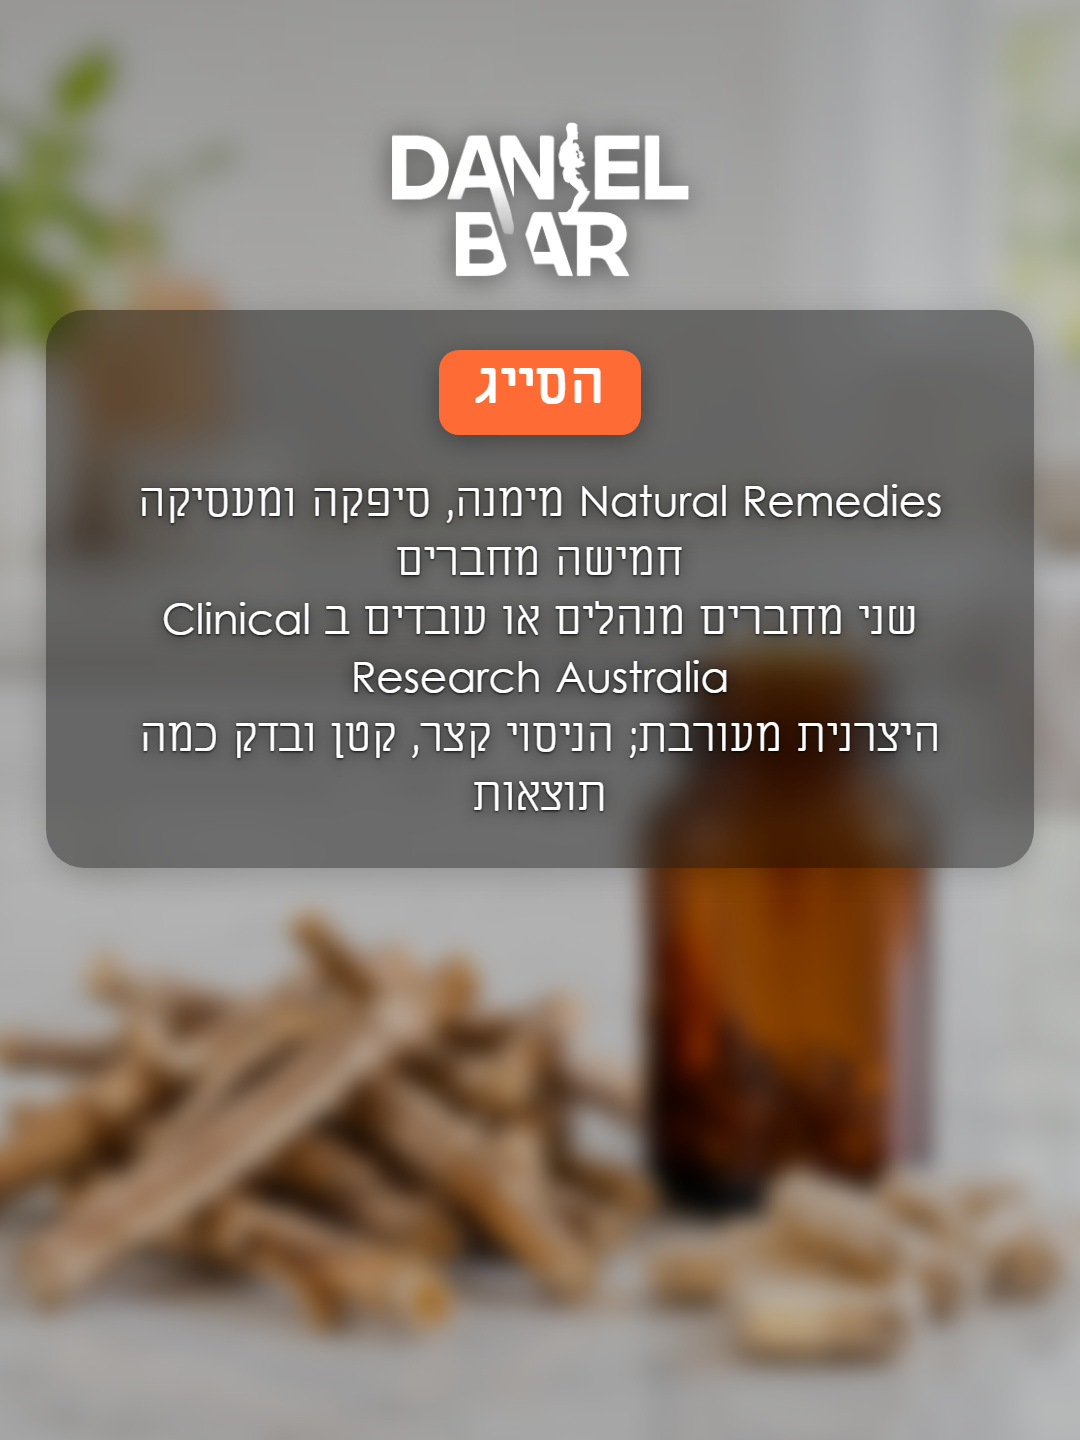 DANIEL
BAR
הסייג
Natural Remedies מימנה, סיפקה ומעסיקה
חמישה מחברים
שני מחברים מנהלים או עובדים ב Clinical
Research Australia
היצרנית מעורבת; הניסוי קצר, קטן ובדק כמה
תוצאות